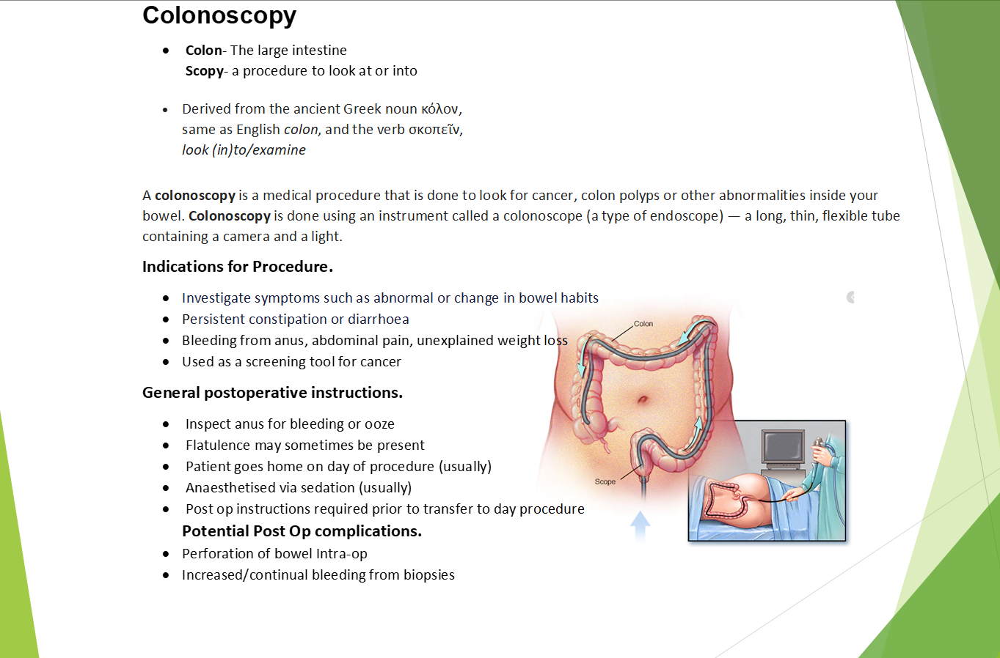 Colonoscopy
Colon- The large intestine
Scopy- a procedure to look at or into
Derived from the ancient Greek noun κόλον,
same as English colon, and the verb σκοπεῖν,
look (in)to/examine
A colonoscopy is a medical procedure that is done to look for cancer, colon polyps or other abnormalities inside your
bowel. Colonoscopy is done using an instrument called a colonoscope (a type of endoscope) — a long, thin, flexible tube
containing a camera and a light.
Indications for Procedure.
Investigate symptoms such as abnormal or change in bowel habits
Persistent constipation or diarrhoea
Bleeding from anus, abdominal pain, unexplained weight loss
Used as a screening tool for cancer
General postoperative instructions.
Inspect anus for bleeding or ooze
Flatulence may sometimes be present
Patient goes home on day of procedure (usually)
Anaesthetised via sedation (usually)
Post op instructions required prior to transfer to day procedure
Potential Post Op complications.
Perforation of bowel Intra-op
Increased/continual bleeding from biopsies
Colon
Scope